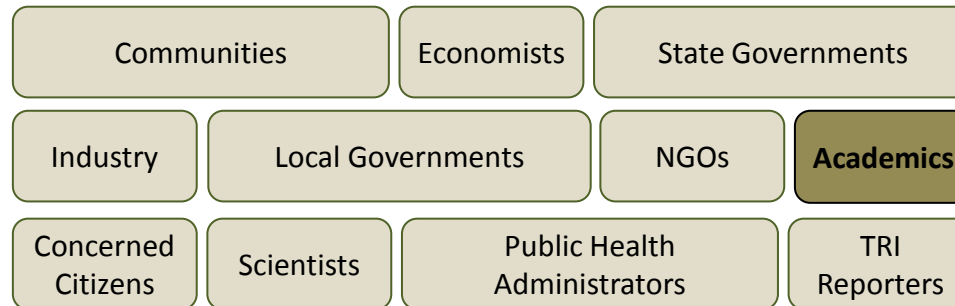 Communities
Economists
State Governments
Industry
Local Governments
NGOs
Academics
Concerned
Citizens
Scientists
Public Health
Administrators
TRI
Reporters